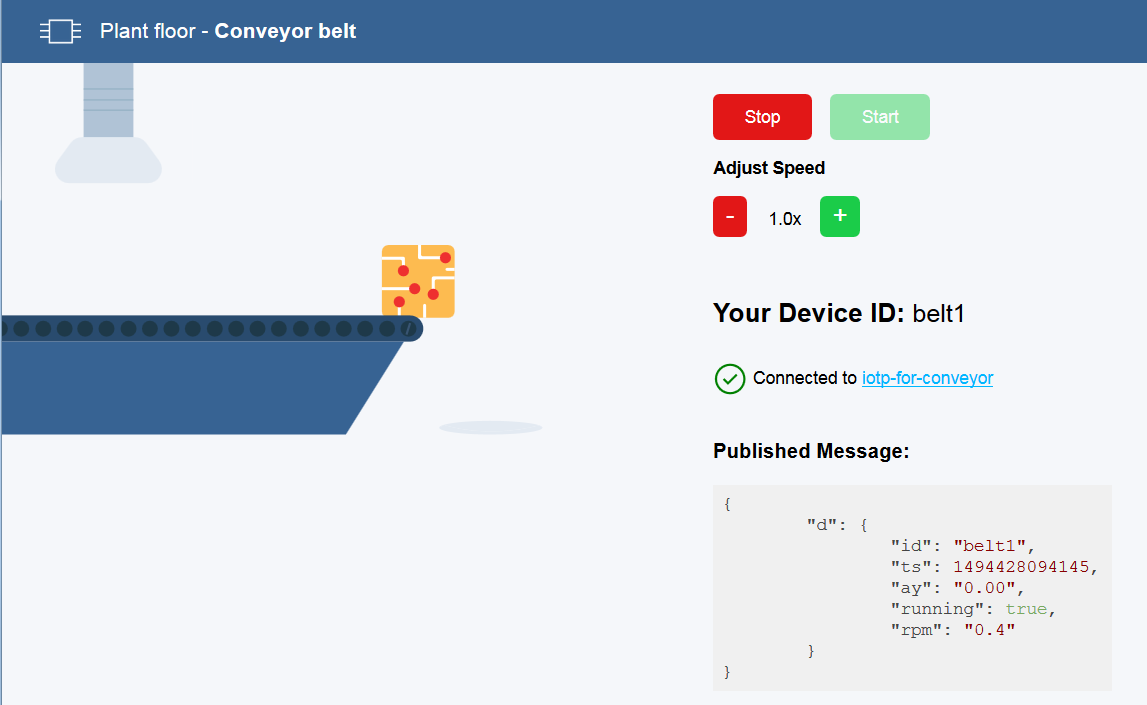 Plant floor - Conveyor belt
Stop
Start
Adjust Speed
-
1.0x
+
Your Device ID: belt1
Connected to iotp-for-conveyor
Published Message:
{
"d": {
"id": "belt1",
"ts": 1494428094145,
"ay": "0.00",
"running": true,
"rpm": "0.4"
}
}